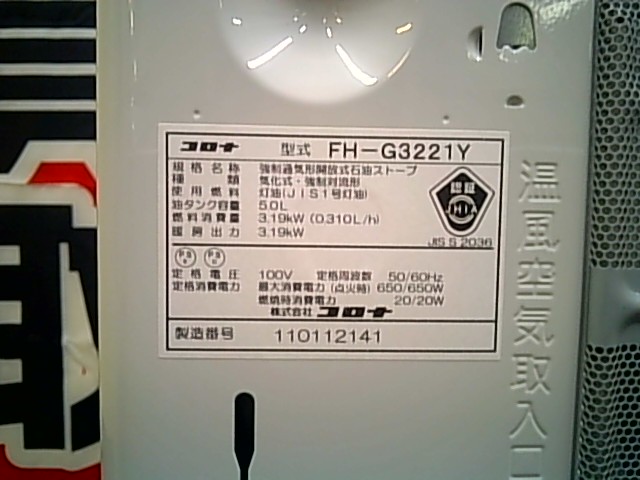 コロナ 型式 FH-G3221Y
規格名称 強制通気形開放式石油ストーブ
種類 気化式・強制対流形
使用燃料 灯油(JIS1号灯油)
油タンク容量 5.0L
燃料消費量 3.19kW (0.310L/h)
暖房出力 3.19kW
認証
JHIA
JIS S 2036
PS PS
定格電圧 100V 定格周波数 50/60Hz
定格消費電力 最大消費電力 (点火時) 650/650W
燃焼時消費電力 20/20W
株式会社 コロナ
製造番号 110112141
温風空気取入口